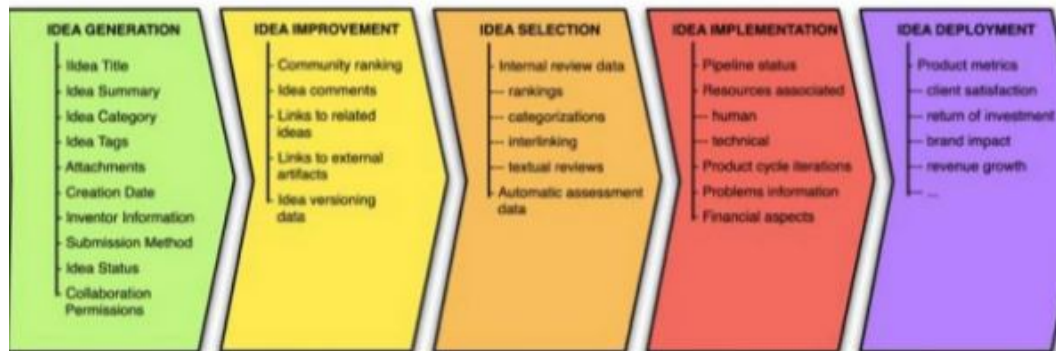 IDEA GENERATION
IIdea Title
Idea Summary
Idea Category
Idea Tags
Attachments
Creation Date
Inventor Information
Submission Method
Idea Status
Collaboration
Permissions
IDEA IMPROVEMENT
Community ranking
Idea comments
Links to related
ideas
Links to external
artifacts
Idea versioning
data
IDEA SELECTION
Internal review data
--- rankings
--- categorizations
--- interlinking
--- textual reviews
Automatic assessment
data
IDEA IMPLEMENTATION
Pipeline status
Resources associated
--- human
--- technical
Product cycle iterations
Problems information
Financial aspects
IDEA DEPLOYMENT
Product metrics
--- client satisfaction
--- return of investment
--- brand impact
--- revenue growth
--- ...